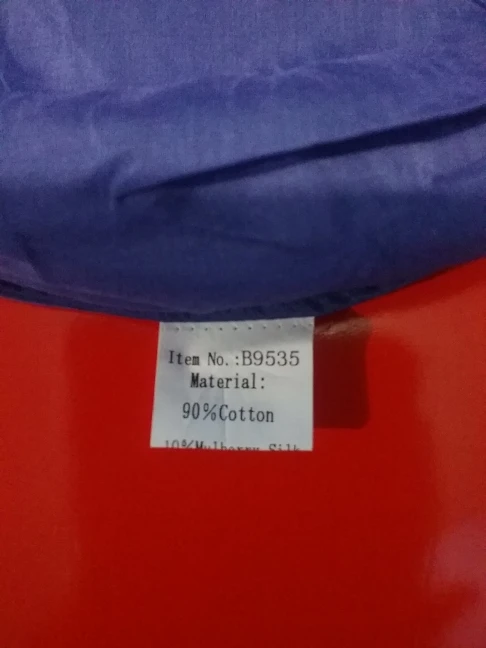 Item No.:B9535
Material:
90%Cotton
10%Mulberry Silk